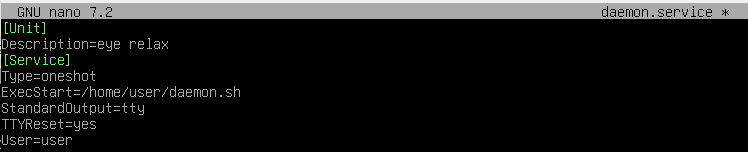 GNU nano 7.2 daemon.service *
[Unit]
Description=eye relax
[Service]
Type=oneshot
ExecStart=/home/user/daemon.sh
StandardOutput=tty
TTYReset=yes
User=user